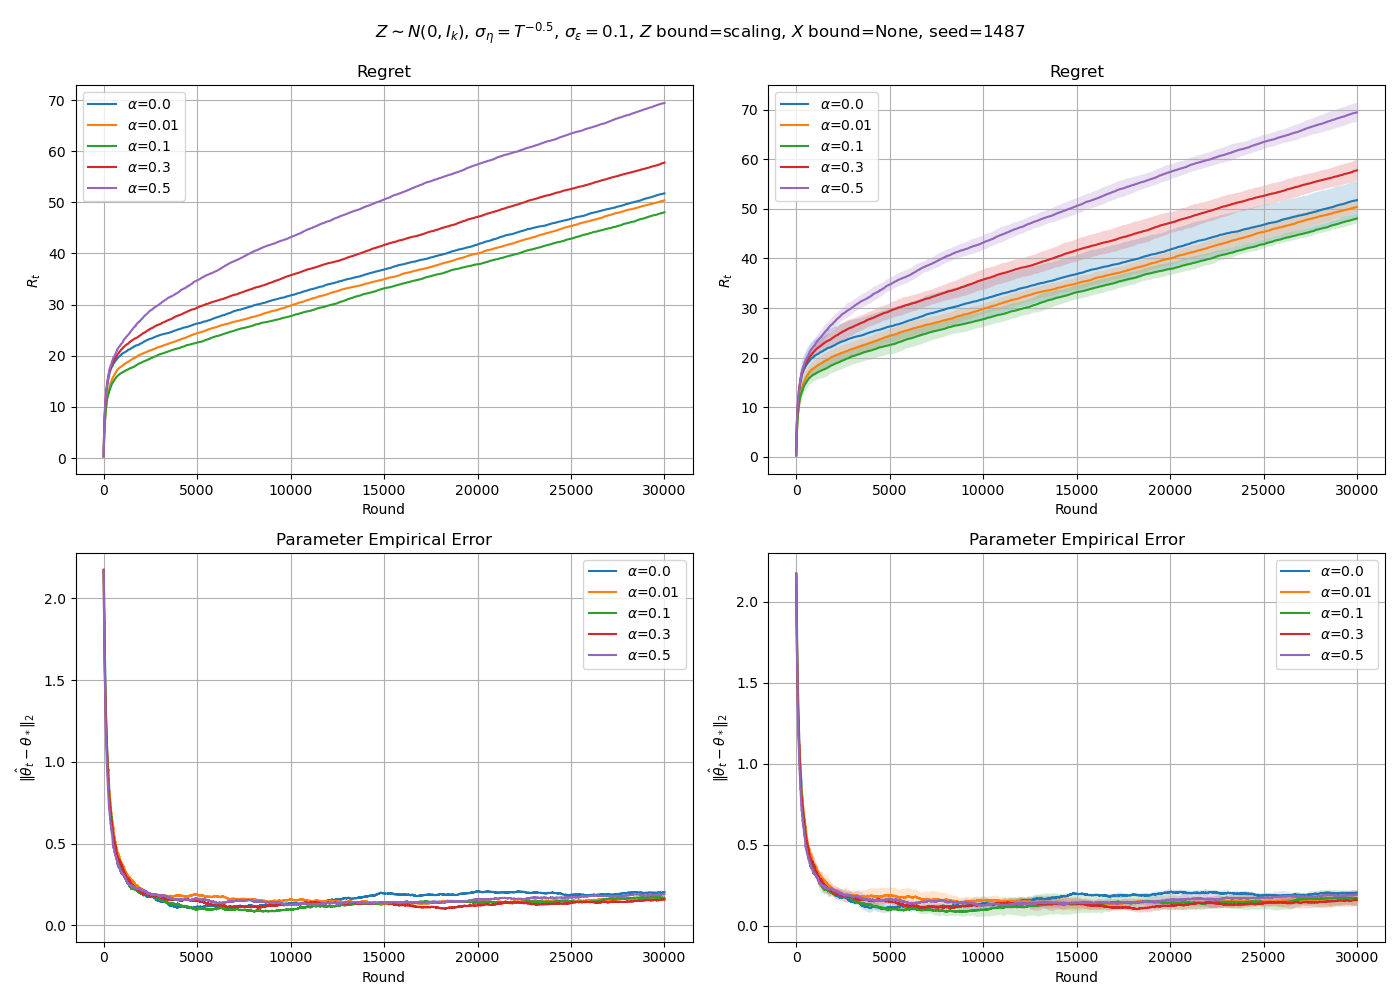 Z ∼ N(0, I_k), σ_η = T^{−0.5}, σ_ε = 0.1, Z bound=scaling, X bound=None, seed=1487
Regret
70
60
50
40
30
20
10
0
R_t
α=0.0
α=0.01
α=0.1
α=0.3
α=0.5
0 5000 10000 15000 20000 25000 30000
Round
Regret
70
60
50
40
30
20
10
0
R_t
α=0.0
α=0.01
α=0.1
α=0.3
α=0.5
0 5000 10000 15000 20000 25000 30000
Round
Parameter Empirical Error
2.0
1.5
1.0
0.5
0.0
‖θ̂_t − θ_*‖_2
α=0.0
α=0.01
α=0.1
α=0.3
α=0.5
0 5000 10000 15000 20000 25000 30000
Round
Parameter Empirical Error
2.0
1.5
1.0
0.5
0.0
‖θ̂_t − θ_*‖_2
α=0.0
α=0.01
α=0.1
α=0.3
α=0.5
0 5000 10000 15000 20000 25000 30000
Round